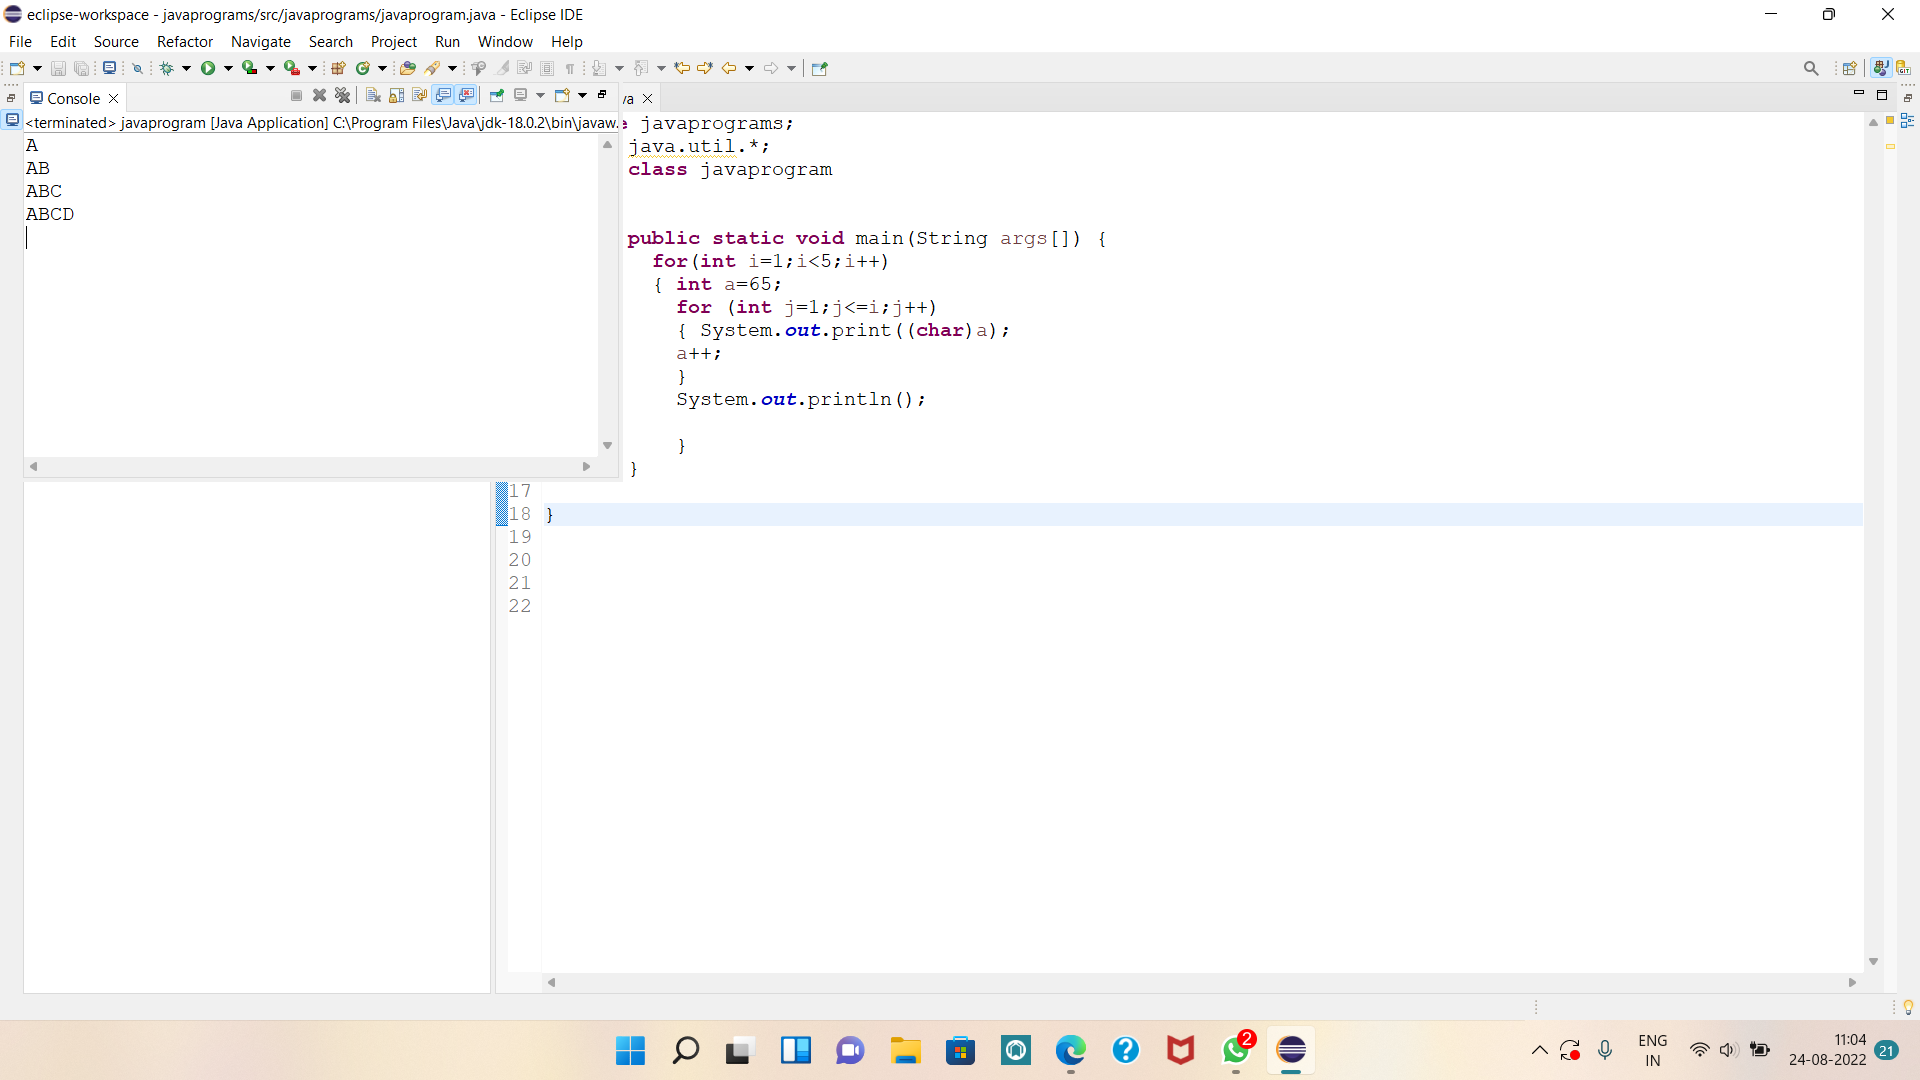 eclipse-workspace - javaprograms/src/javaprograms/javaprogram.java - Eclipse IDE
File Edit Source Refactor Navigate Search Project Run Window Help
Console
va
<terminated> javaprogram [Java Application] C:\Program Files\Java\jdk-18.0.2\bin\javaw.
A
AB
ABC
ABCD
e javaprograms;
java.util.*;
class javaprogram
public static void main(String args[]) {
for(int i=1;i<5;i++)
{ int a=65;
for (int j=1;j<=i;j++)
{ System.out.print((char)a);
a++;
}
System.out.println();
}
}
17
18 }
19
20
21
22
2
ENG
IN
11:04
24-08-2022
21